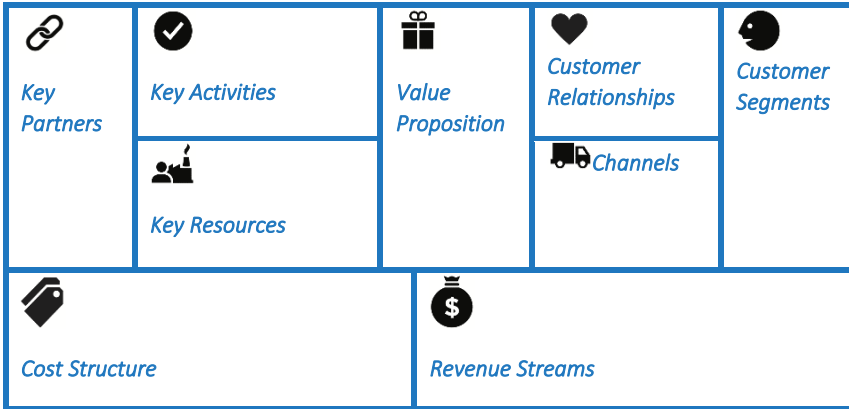 Key
Partners
Key Activities
Key Resources
Value
Proposition
Customer
Relationships
Channels
Customer
Segments
Cost Structure
$
Revenue Streams